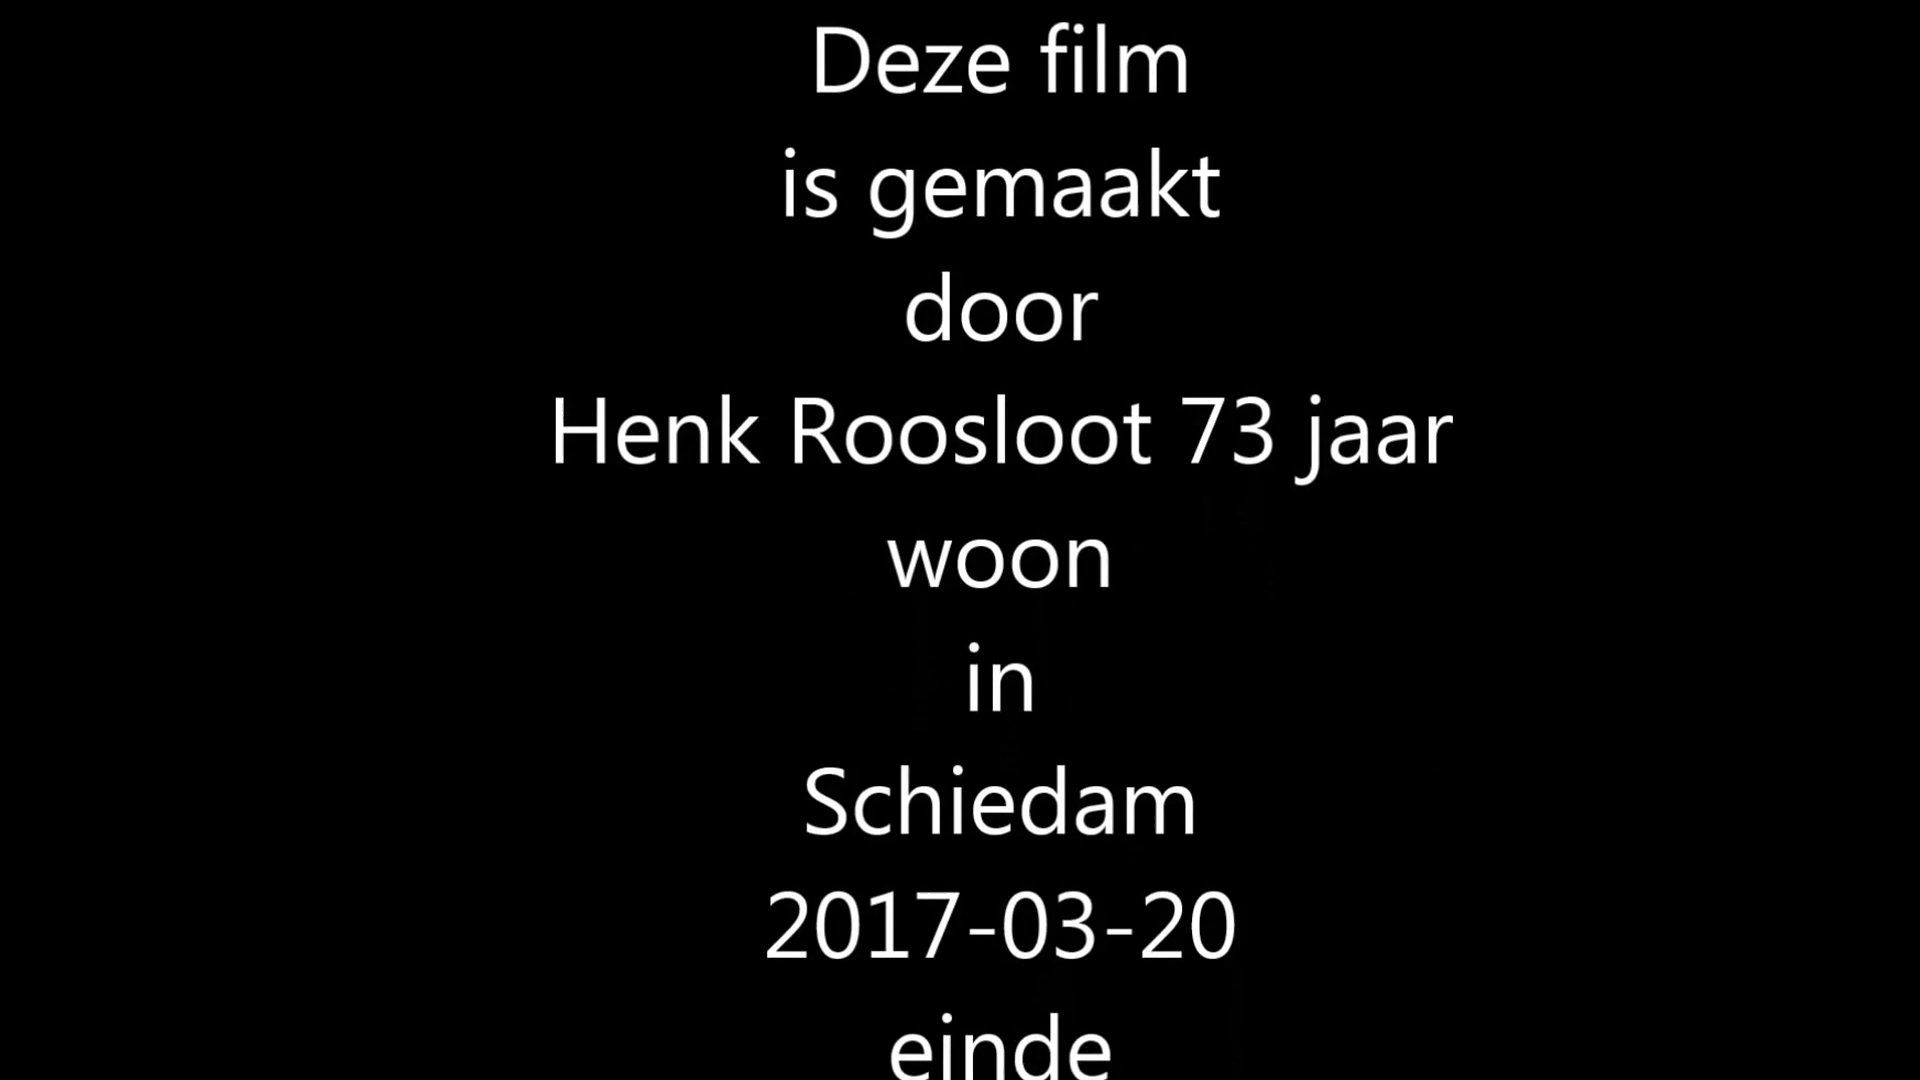 Deze film
is gemaakt
door
Henk Roosloot 73 jaar
woon
in
Schiedam
2017-03-20
einde